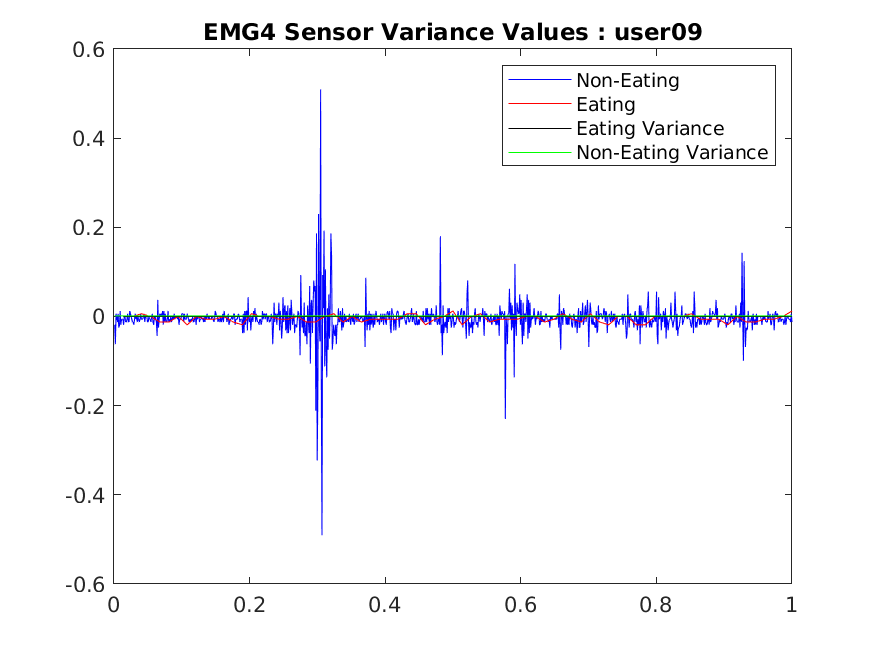 EMG4 Sensor Variance Values : user09
Non-Eating
Eating
Eating Variance
Non-Eating Variance
0.6
0.4
0.2
0
-0.2
-0.4
-0.6
0 0.2 0.4 0.6 0.8 1